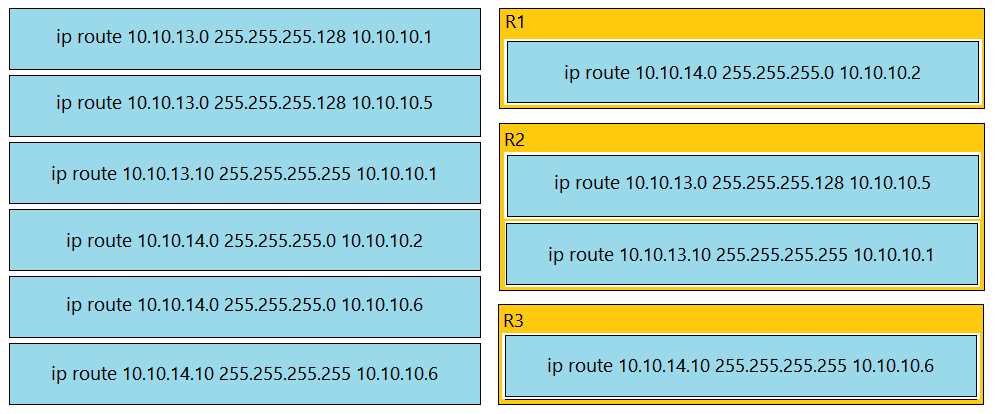 ip route 10.10.13.0 255.255.255.128 10.10.10.1
ip route 10.10.13.0 255.255.255.128 10.10.10.5
ip route 10.10.13.10 255.255.255.255 10.10.10.1
ip route 10.10.14.0 255.255.255.0 10.10.10.2
ip route 10.10.14.0 255.255.255.0 10.10.10.6
ip route 10.10.14.10 255.255.255.255 10.10.10.6
R1
ip route 10.10.14.0 255.255.255.0 10.10.10.2
R2
ip route 10.10.13.0 255.255.255.128 10.10.10.5
ip route 10.10.13.10 255.255.255.255 10.10.10.1
R3
ip route 10.10.14.10 255.255.255.255 10.10.10.6